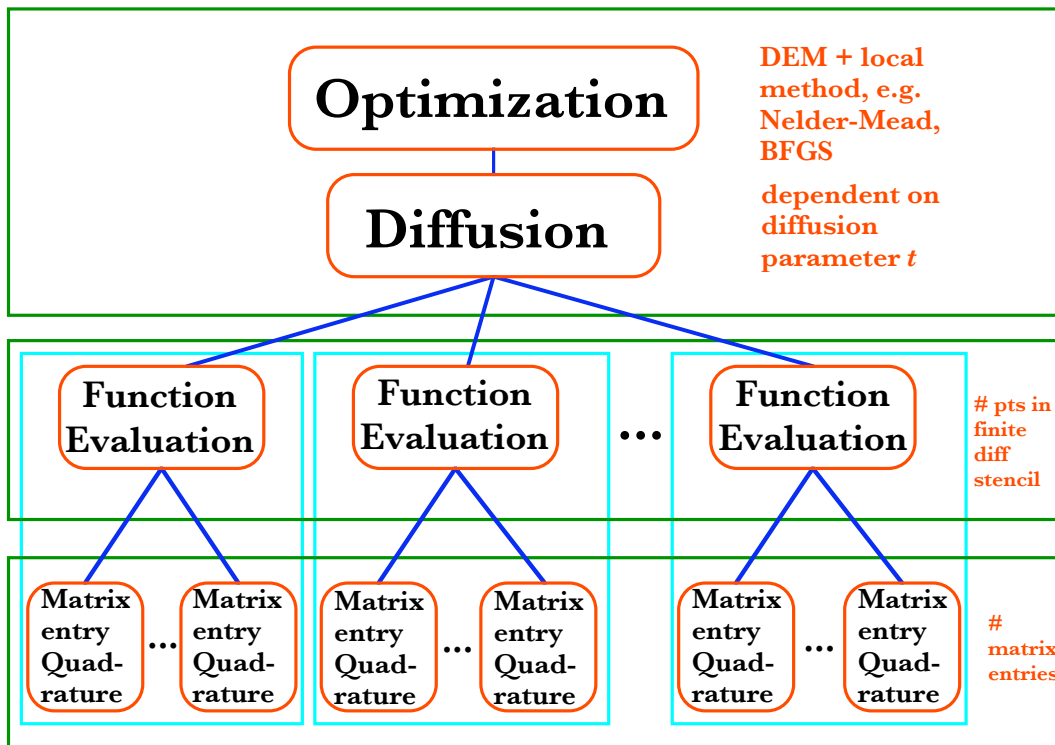 Optimization
DEM + local
method, e.g.
Nelder-Mead,
BFGS
Diffusion
dependent on
diffusion
parameter t
Function
Evaluation
Function
Evaluation
...
Function
Evaluation
# pts in
finite
diff
stencil
Matrix
entry
Quad-
rature
...
Matrix
entry
Quad-
rature
Matrix
entry
Quad-
rature
...
Matrix
entry
Quad-
rature
Matrix
entry
Quad-
rature
...
Matrix
entry
Quad-
rature
#
matrix
entries